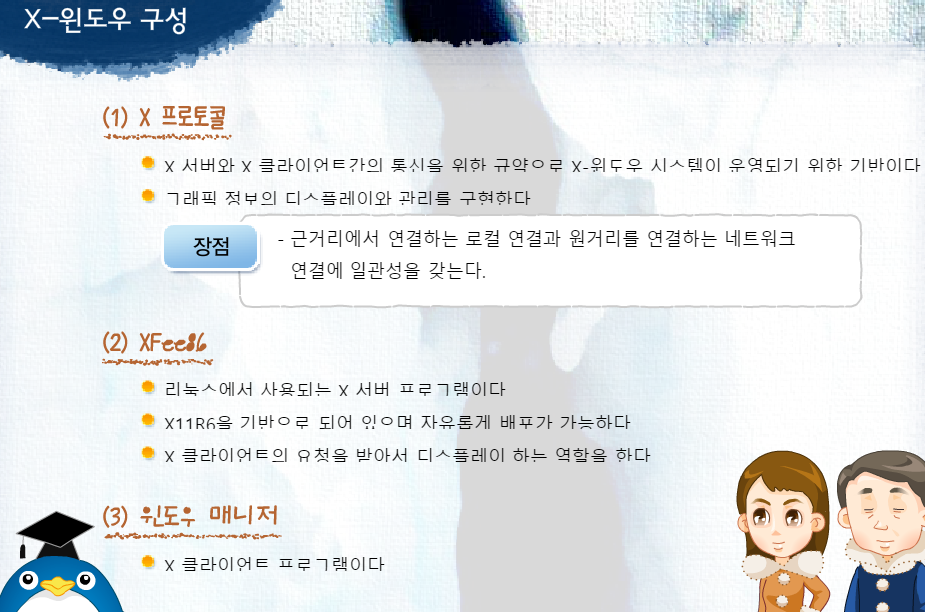 X-윈도우 구성
(1) X 프로토콜
X 서버와 X 클라이언트간의 통신을 위한 규약으로 X-윈도우 시스템이 운영되기 위한 기반이다
그래픽 정보의 디스플레이와 관리를 구현한다
장점
- 근거리에서 연결하는 로컬 연결과 원거리를 연결하는 네트워크
연결에 일관성을 갖는다.
(2) XFee86
리눅스에서 사용되는 X 서버 프로그램이다
X11R6을 기반으로 되어 있으며 자유롭게 배포가 가능하다
X 클라이언트의 요청을 받아서 디스플레이 하는 역할을 한다
(3) 윈도우 매니저
X 클라이언트 프로그램이다